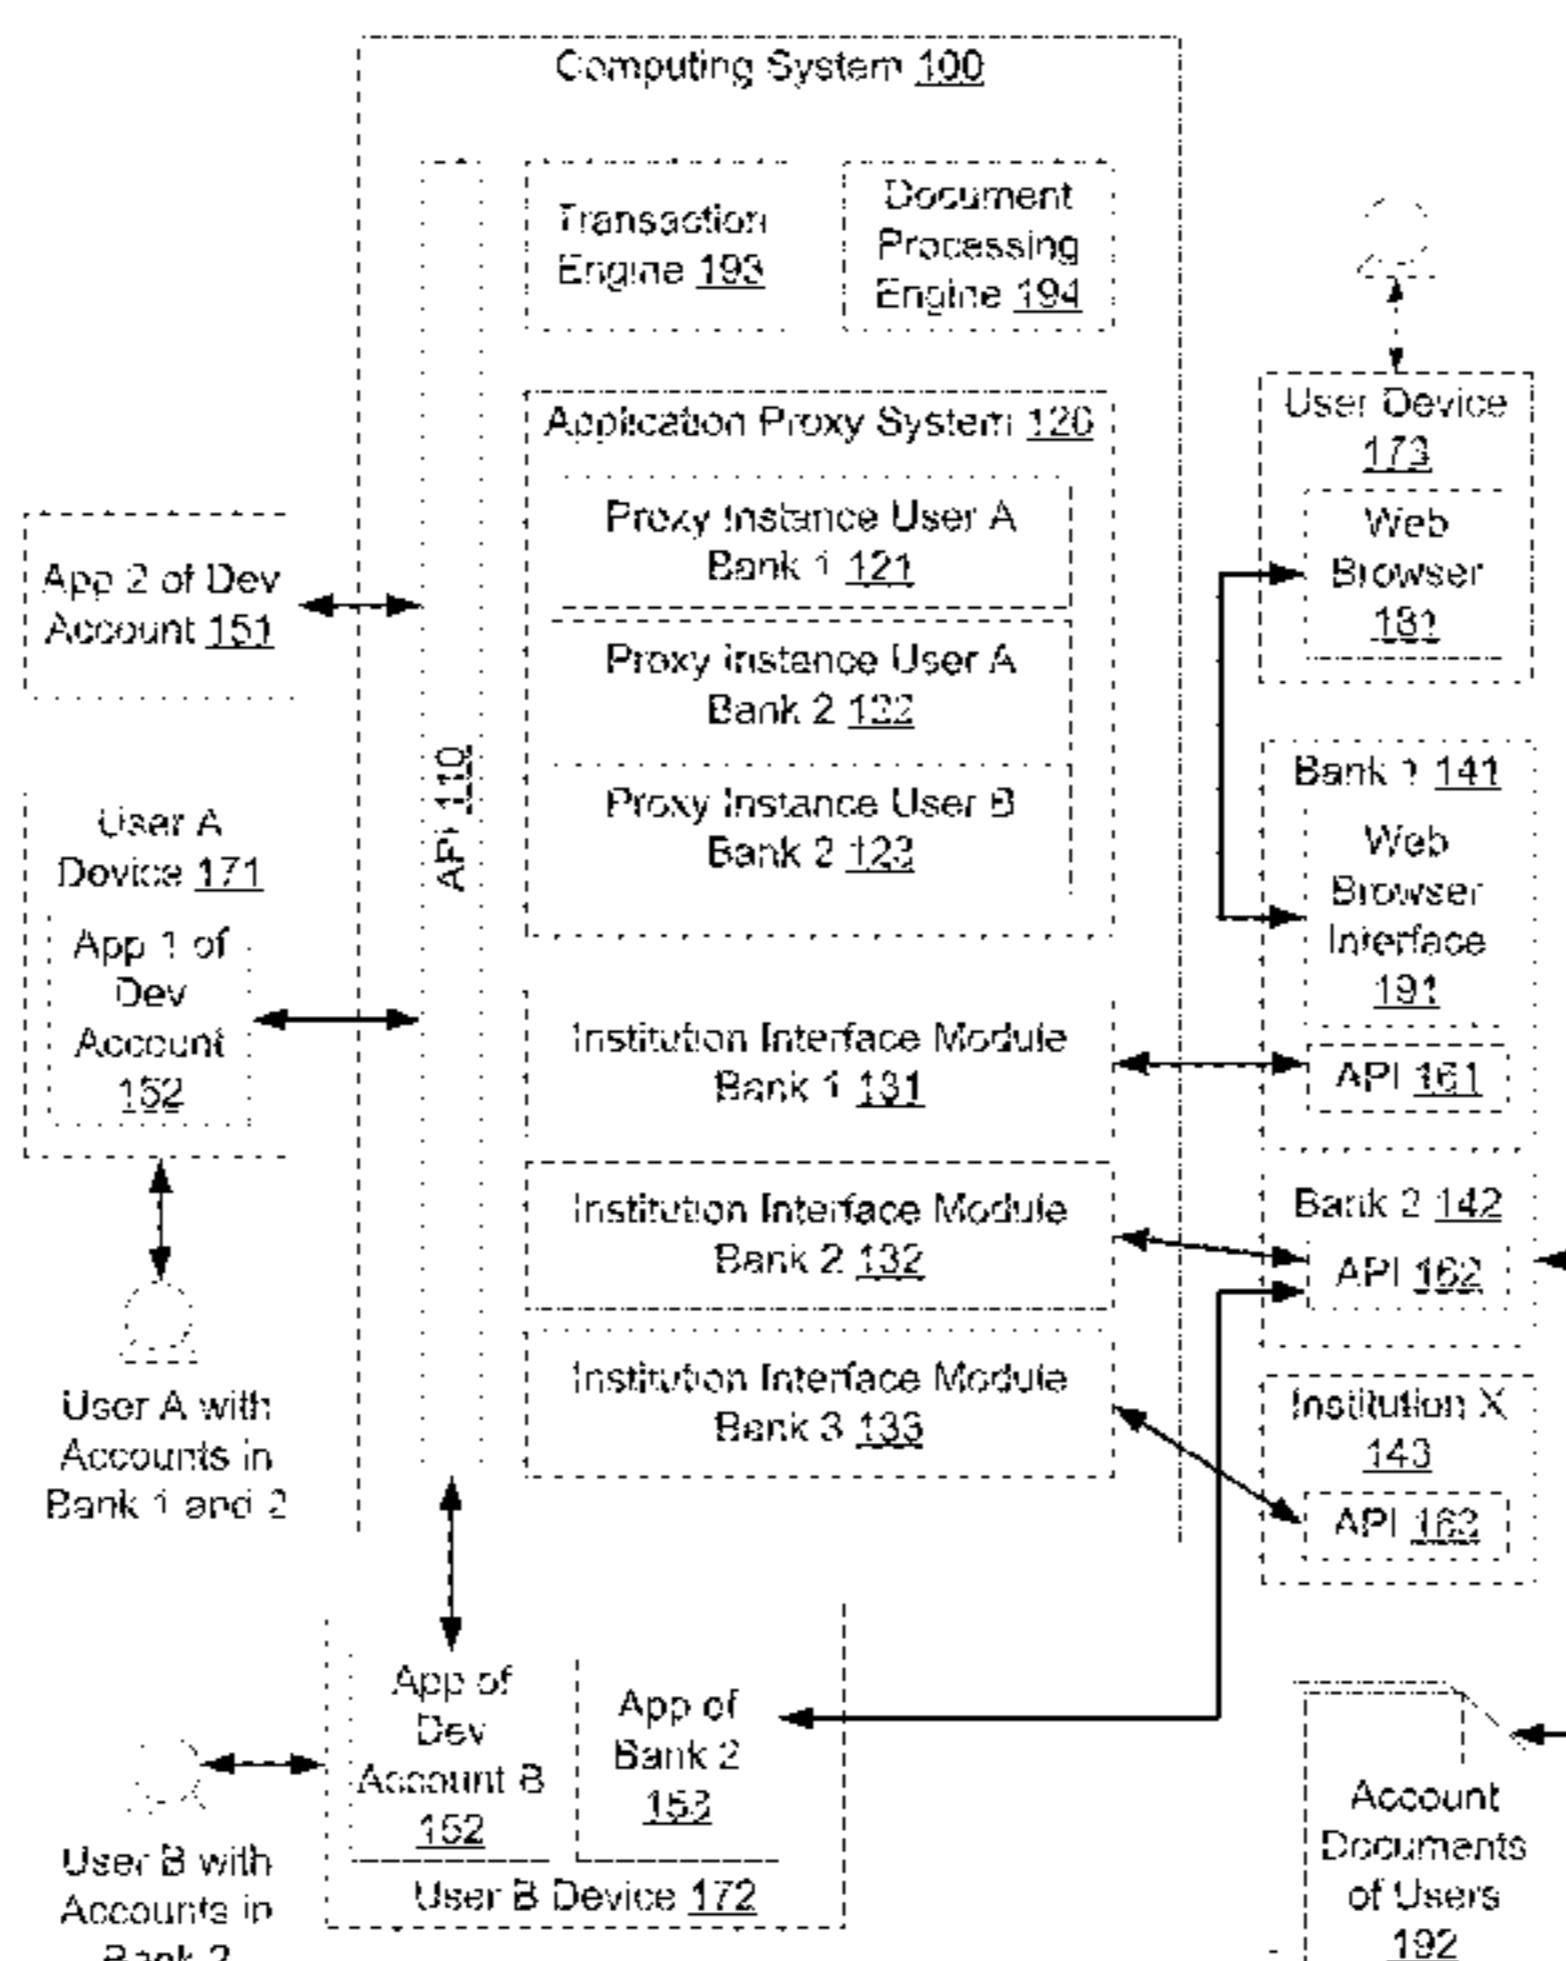 Computing System 100
Transaction
Engine 193
Document
Processing
Engine 194
Application Proxy System 120
Proxy Instance User A
Bank 1 121
Proxy Instance User A
Bank 2 122
Proxy Instance User B
Bank 2 123
API 110
Institution Interface Module
Bank 1 131
Institution Interface Module
Bank 2 132
Institution Interface Module
Bank 3 133
App 2 of Dev
Account 151
User A
Device 171
App 1 of
Dev
Account
152
User A with
Accounts in
Bank 1 and 2
User Device
173
Web
Browser
181
Bank 1 141
Web
Browser
Interface
191
API 161
Bank 2 142
API 162
Institution X
143
API 163
App of
Dev
Account B
152
App of
Bank 2
153
User B Device 172
User B with
Accounts in
Bank 2
Account
Documents
of Users
192